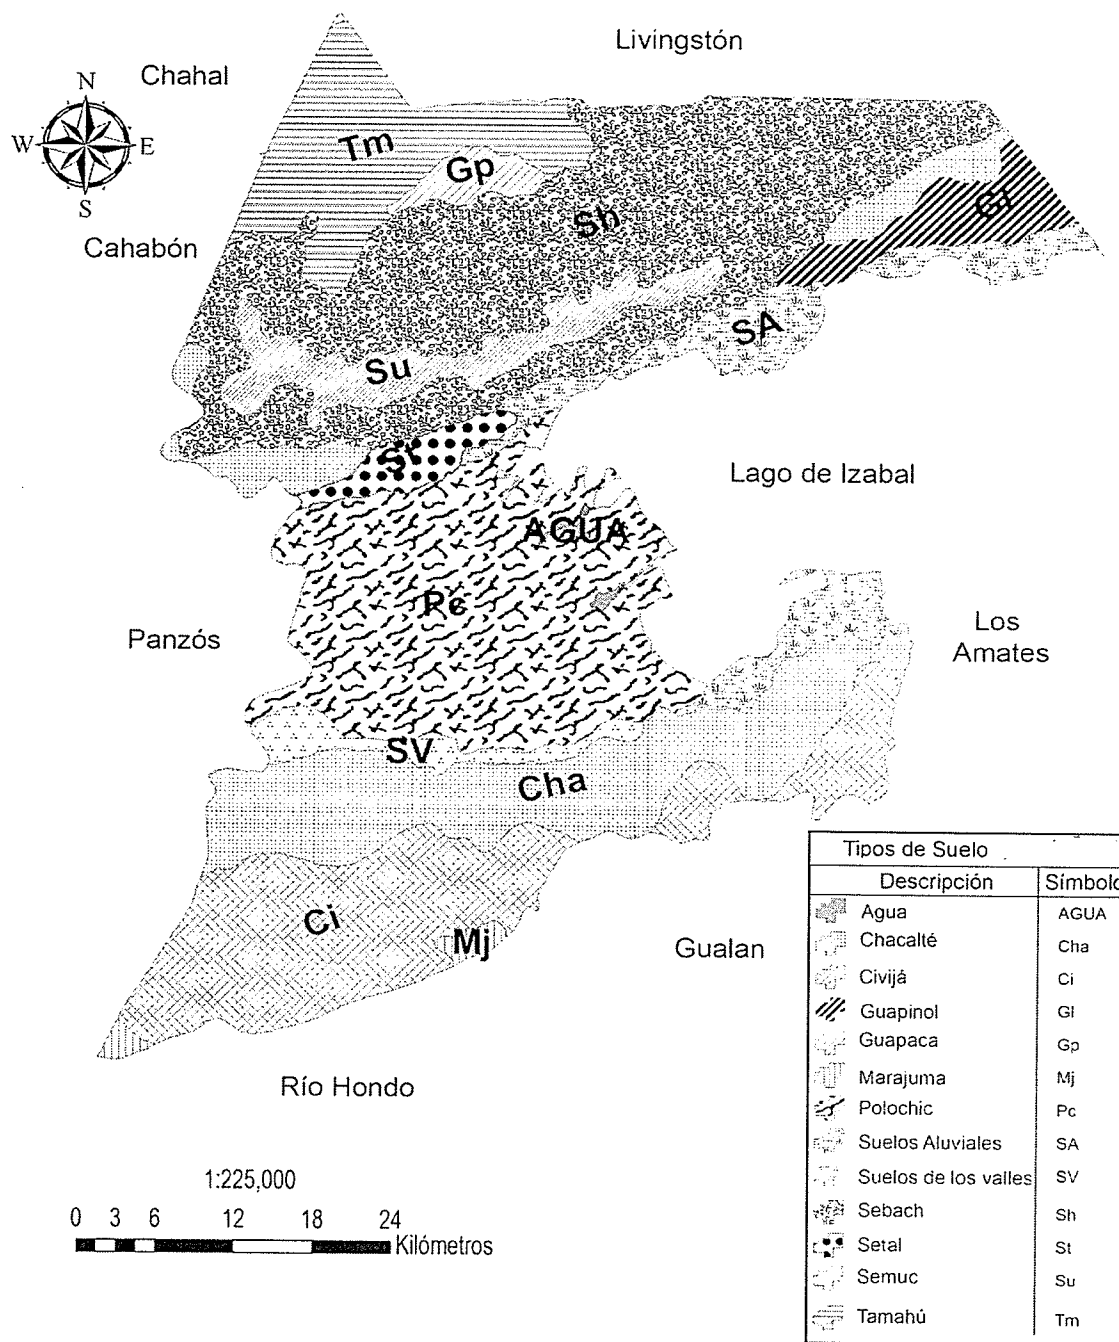 Livingstón
Chahal
N
W
E
S
Tm
Gp
Cahabón
Sh
Gl
SA
Su
St
Lago de Izabal
AGUA
Pc
Los
Amates
Panzós
SV
Cha
Ci
Mj
Gualan
Río Hondo
1:225,000
0 3 6 12 18 24
Kilómetros
Tipos de Suelo
Descripción Símbolo
Agua AGUA
Chacalté Cha
Civijá Ci
Guapinol Gl
Guapaca Gp
Marajuma Mj
Polochic Pc
Suelos Aluviales SA
Suelos de los valles SV
Sebach Sh
Setal St
Semuc Su
Tamahú Tm